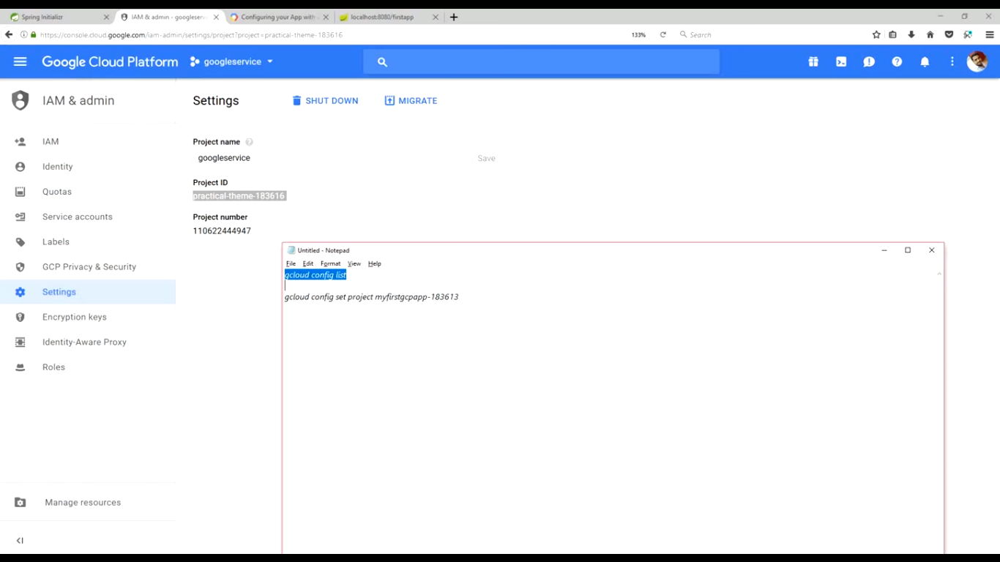 Spring Initializr
IAM & admin - googleservi
Configuring your App with
localhost:8080/firstapp
https://console.cloud.google.com/iam-admin/settings/project?project=practical-theme-183616
133%
Search
Google Cloud Platform
googleservice
IAM & admin
Settings
SHUT DOWN
MIGRATE
IAM
Identity
Quotas
Service accounts
Labels
GCP Privacy & Security
Settings
Encryption keys
Identity-Aware Proxy
Roles
Manage resources
Project name
googleservice
Save
Project ID
practical-theme-183616
Project number
110622444947
Untitled - Notepad
File Edit Format View Help
gcloud config list
gcloud config set project myfirstgcpapp-183613